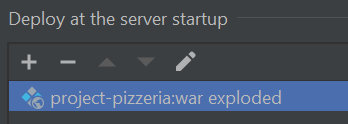 Deploy at the server startup
project-pizzeria:war exploded